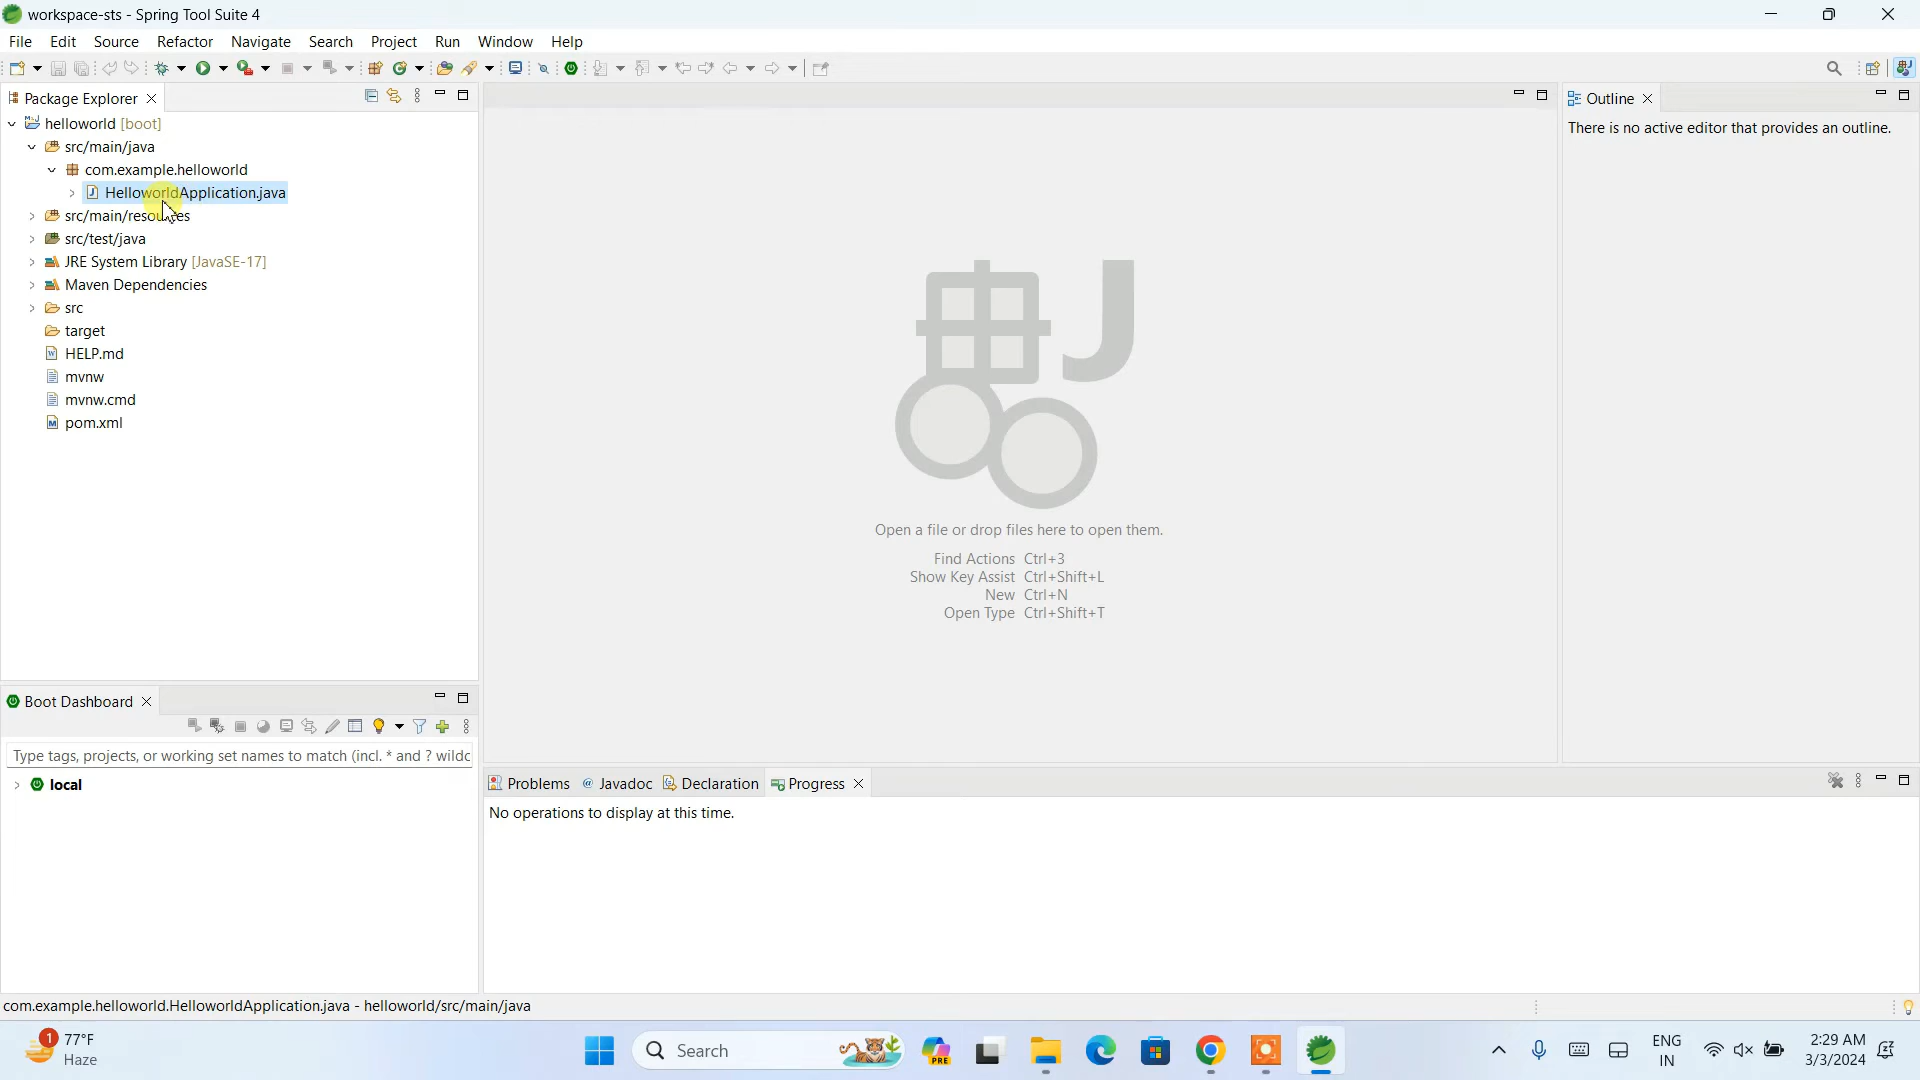 workspace-sts - Spring Tool Suite 4
File Edit Source Refactor Navigate Search Project Run Window Help
Package Explorer
helloworld [boot]
src/main/java
com.example.helloworld
HelloworldApplication.java
src/main/resources
src/test/java
JRE System Library [JavaSE-17]
Maven Dependencies
src
target
HELP.md
mvnw
mvnw.cmd
pom.xml
Open a file or drop files here to open them.
Find Actions Ctrl+3
Show Key Assist Ctrl+Shift+L
New Ctrl+N
Open Type Ctrl+Shift+T
Outline
There is no active editor that provides an outline.
Boot Dashboard
Type tags, projects, or working set names to match (incl. * and ? wildc
local
Problems Javadoc Declaration Progress
No operations to display at this time.
com.example.helloworld.HelloworldApplication.java - helloworld/src/main/java
1 77°F
Haze
Search
PRE
ENG
IN
2:29 AM
3/3/2024